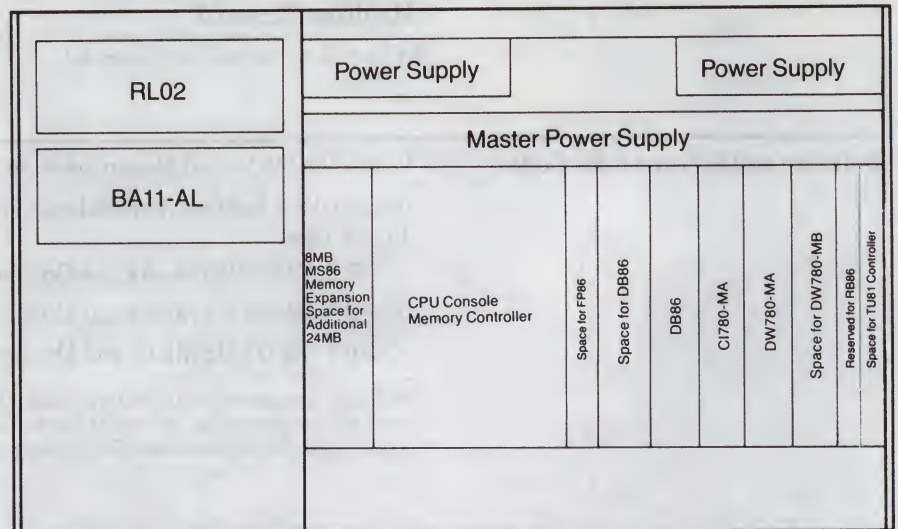 RL02
BA11-AL
Power Supply
Power Supply
Master Power Supply
8MB
MS86
Memory
Expansion
Space for
Additional
24MB
CPU Console
Memory Controller
Space for FP86
Space for DB86
DB86
CI780-MA
DW780-MA
Space for DW780-MB
Reserved for RB86
Space for TU81 Controller